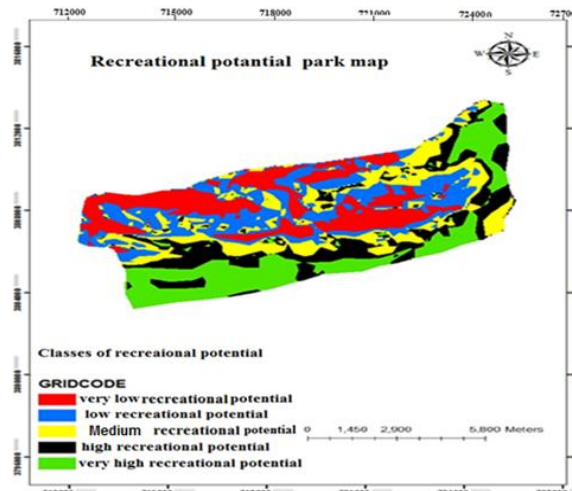 712000 715000 718000 721000 724000 727000
Recreational potantial park map
N
W E
S
Classes of recreaional potential
GRIDCODE
very low recreational potential
low recreational potential
Medium recreational potential
high recreational potential
very high recreational potential
0 1,450 2,900 5,800 Meters